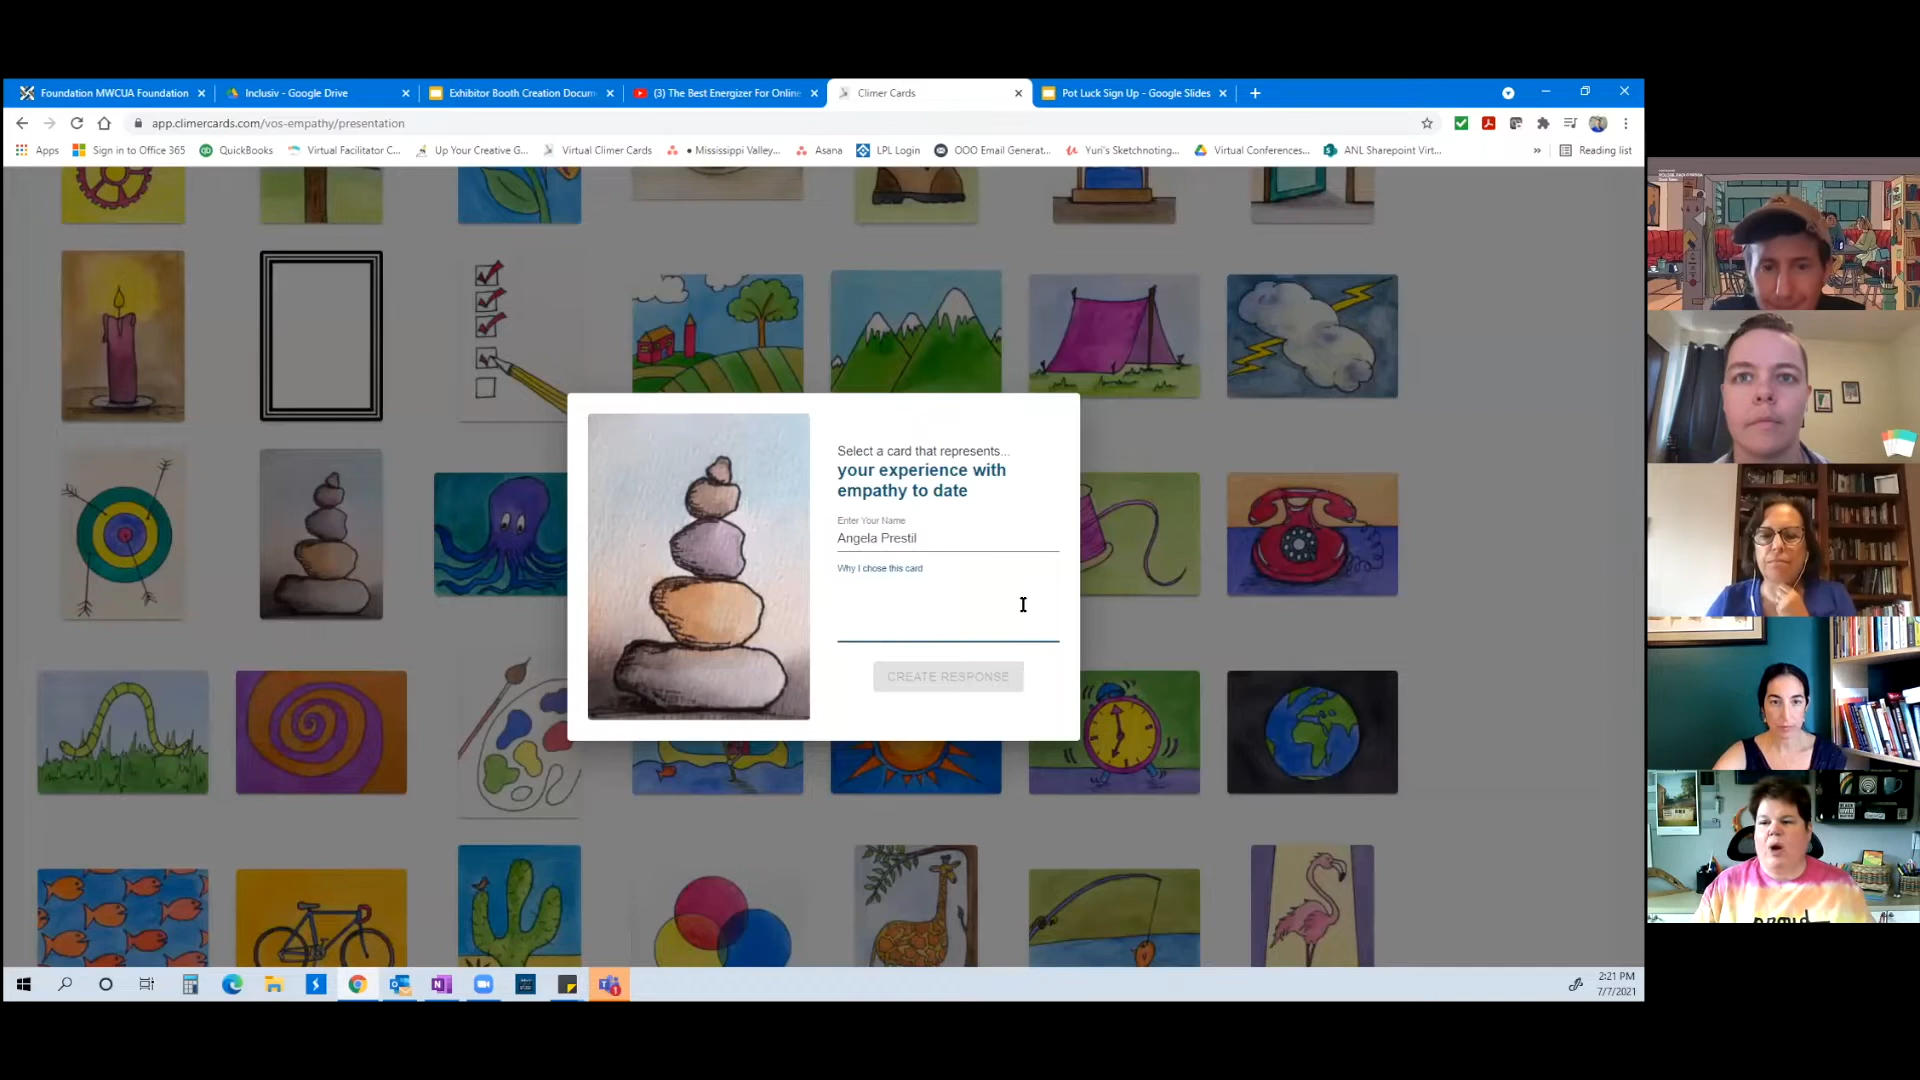 Foundation MWCUA Foundation
Inclusiv - Google Drive
Exhibitor Booth Creation Docum
(3) The Best Energizer For Online
Climer Cards
Pot Luck Sign Up - Google Slides
app.climercards.com/vos-empathy/presentation
Apps
Sign in to Office 365
QuickBooks
Virtual Facilitator C...
Up Your Creative G...
Virtual Climer Cards
• Mississippi Valley...
Asana
LPL Login
OOO Email Generat...
Yuri's Sketchnoting...
Virtual Conferences...
ANL Sharepoint Virt...
»
Reading list
Select a card that represents...
your experience with
empathy to date
Enter Your Name
Angela Prestil
Why I chose this card
CREATE RESPONSE
2:21 PM
7/7/2021